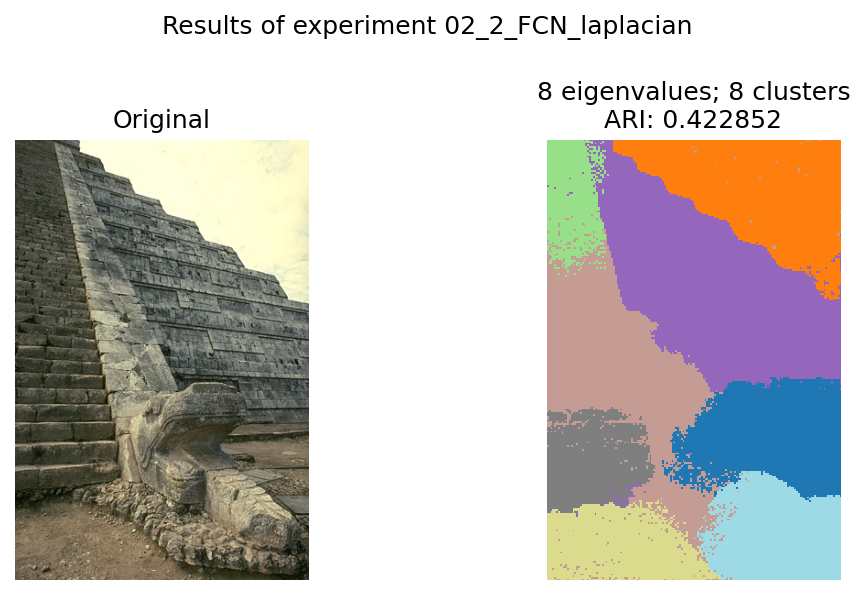 Results of experiment 02_2_FCN_laplacian
Original
8 eigenvalues; 8 clusters
ARI: 0.422852